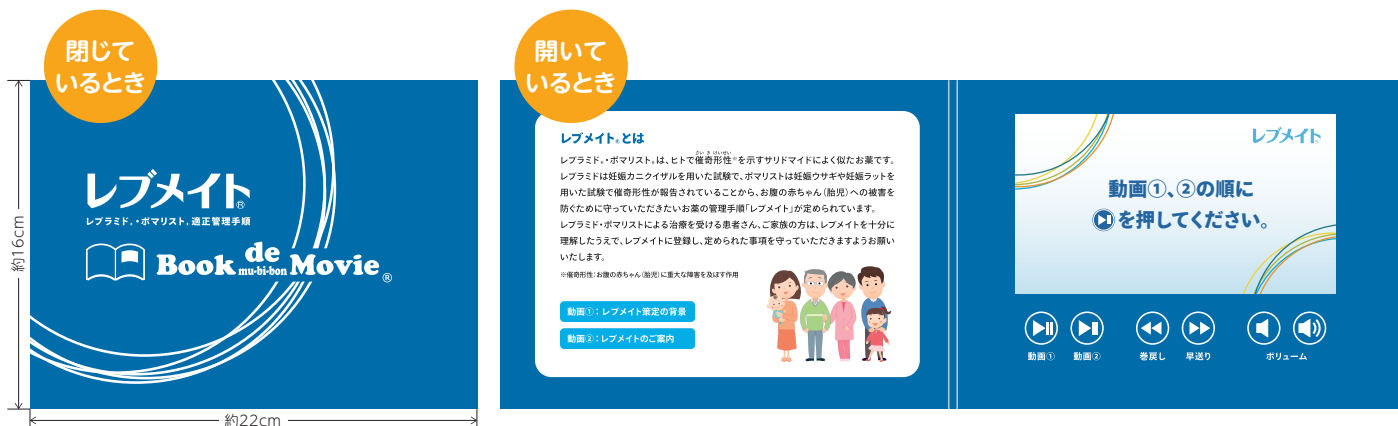 閉じて
いるとき
約16cm
レブメイト®
レブラミド®・ポマリスト®適正管理手順
Book de mu-bi-bon Movie®
約22cm
開いて
いるとき
レブメイト®とは
レブラミド®・ポマリスト®は、ヒトで催奇形性※を示すサリドマイドによく似たお薬です。
さいきけいせい
レブラミドは妊娠カニクイザルを用いた試験で、ポマリストは妊娠ウサギや妊娠ラットを
用いた試験で催奇形性が報告されていることから、お腹の赤ちゃん（胎児）への被害を
防ぐために守っていただきたいお薬の管理手順「レブメイト」が定められています。
レブラミド・ポマリストによる治療を受ける患者さん、ご家族の方は、レブメイトを十分に
理解したうえで、レブメイトに登録し、定められた事項を守っていただきますようお願い
いたします。
※催奇形性：お腹の赤ちゃん（胎児）に重大な障害を及ぼす作用
動画①：レブメイト策定の背景
動画②：レブメイトのご案内
レブメイト
動画①、②の順に
を押してください。
動画① 動画② 巻戻し 早送り ボリューム